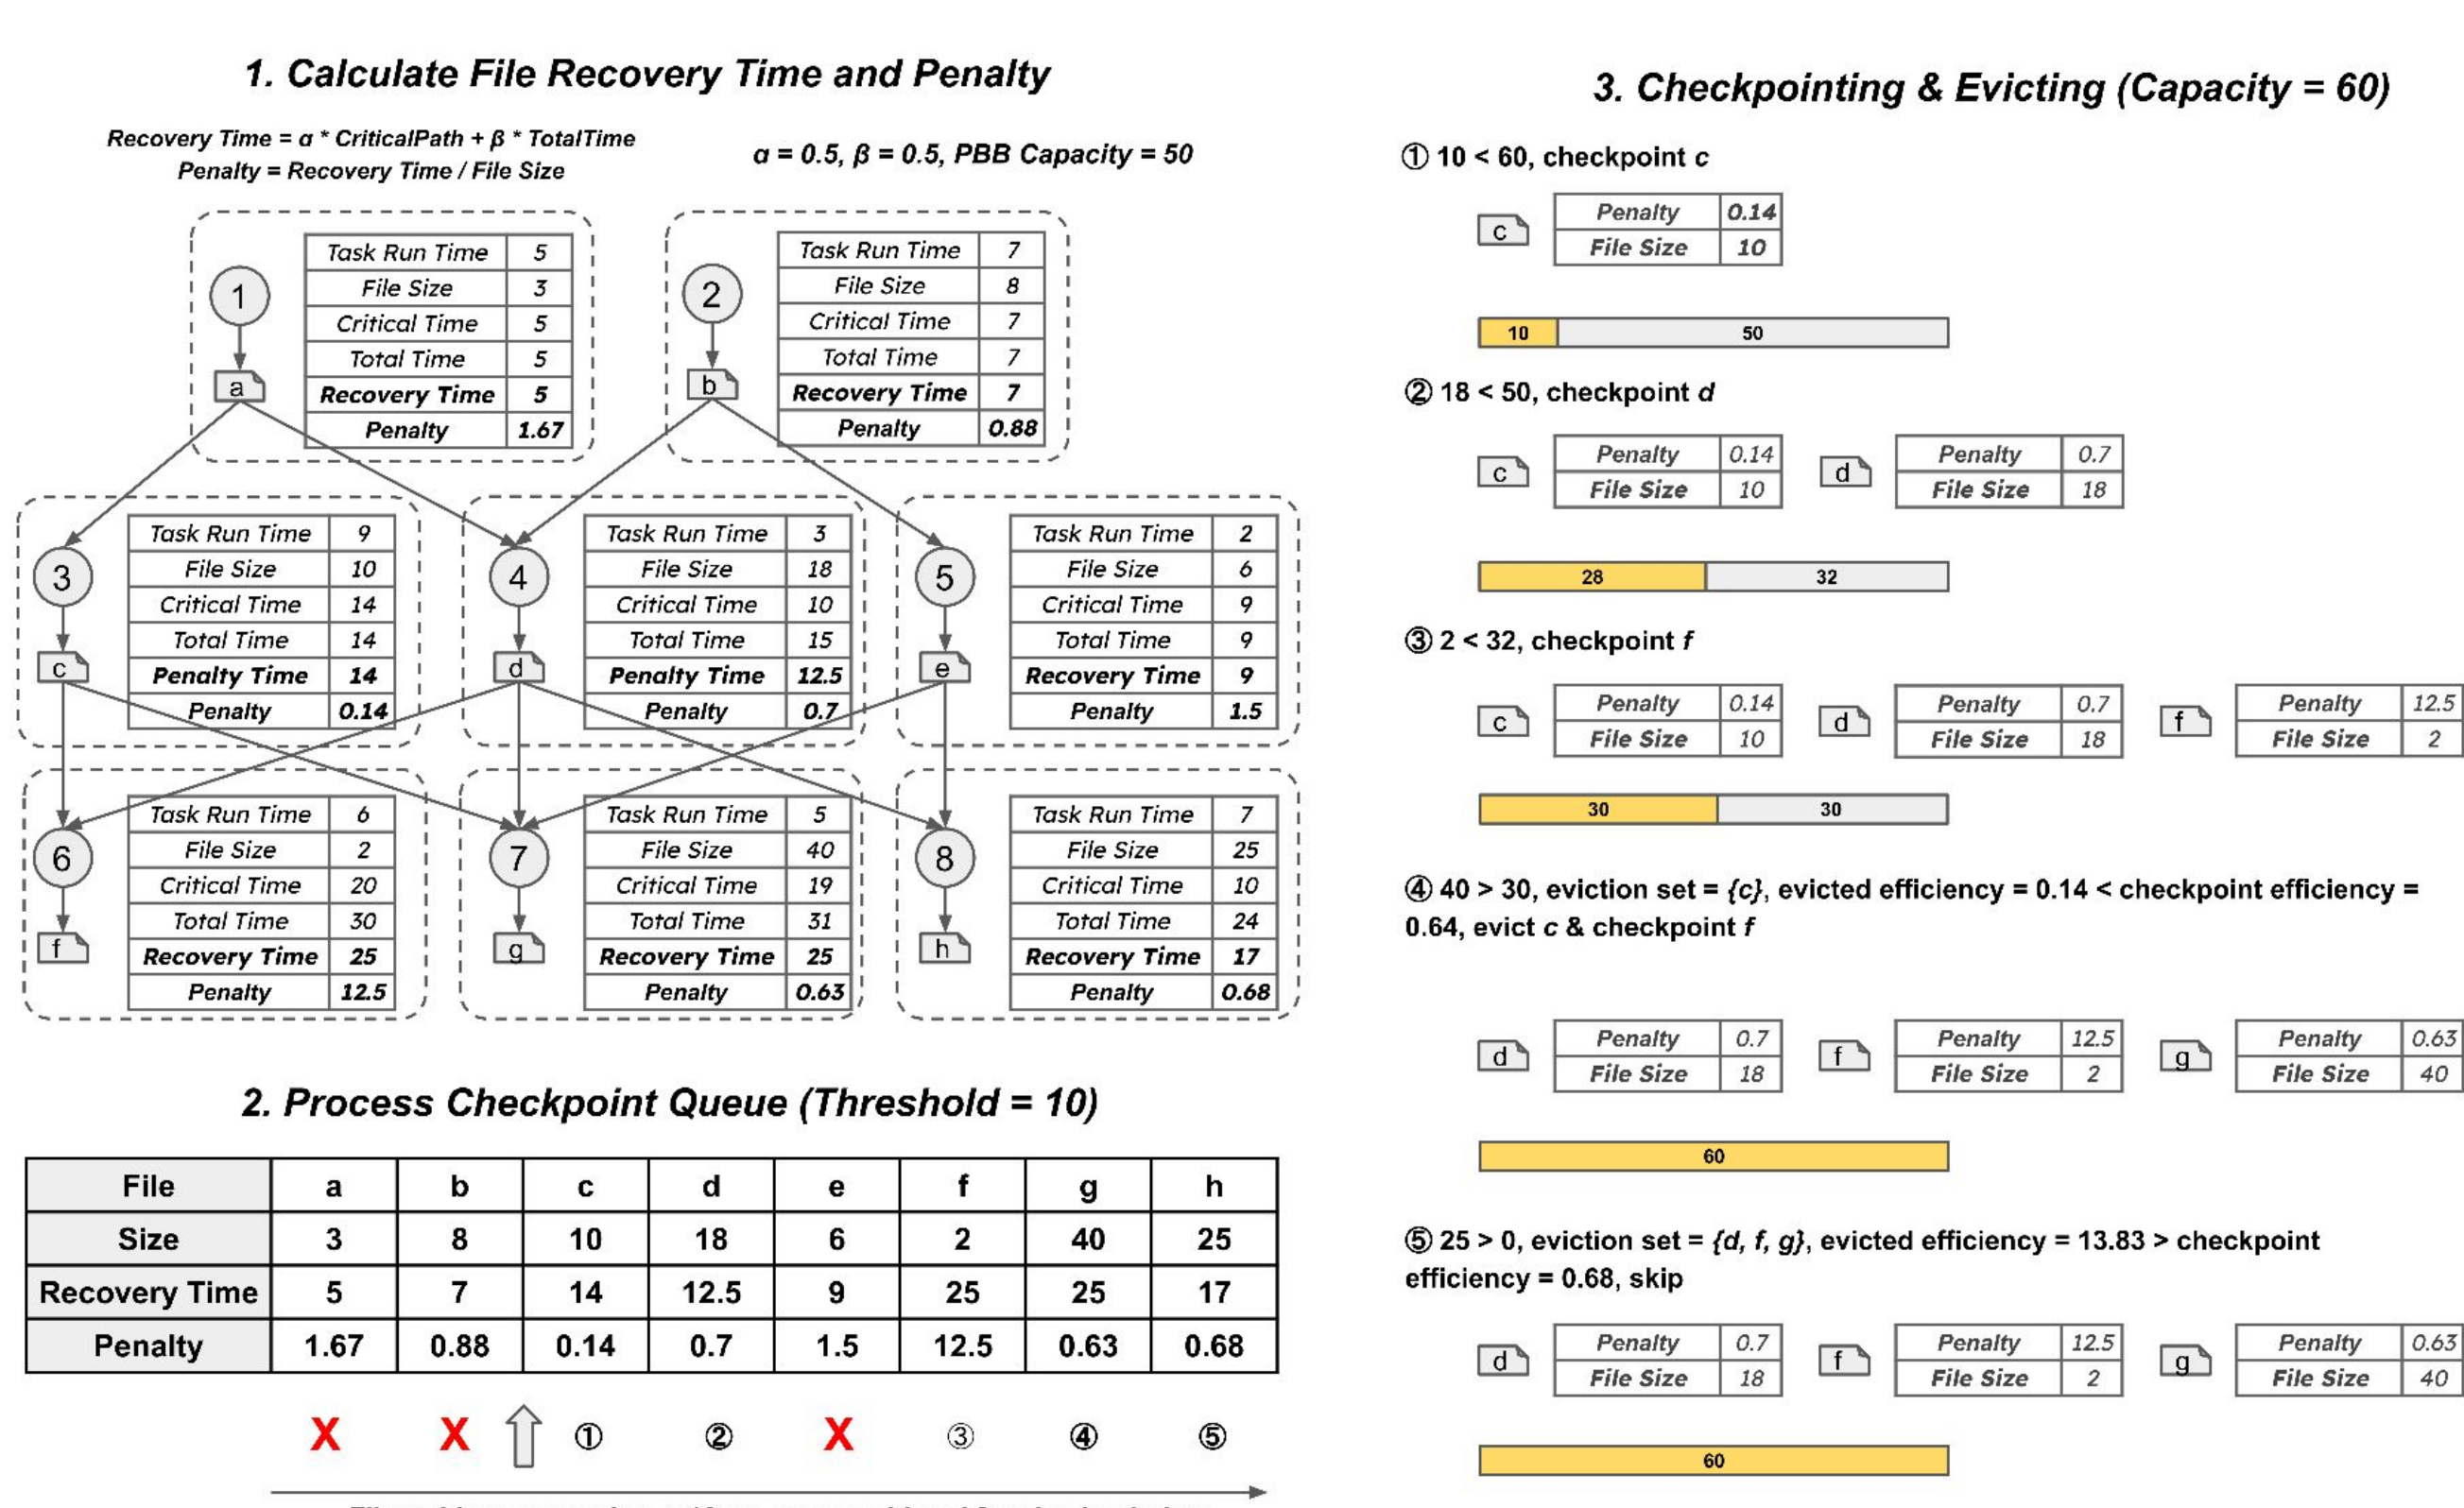 1. Calculate File Recovery Time and Penalty
Recovery Time = α * CriticalPath + β * TotalTime
Penalty = Recovery Time / File Size
α = 0.5, β = 0.5, PBB Capacity = 50
1
a
Task Run Time 5
File Size 3
Critical Time 5
Total Time 5
Recovery Time 5
Penalty 1.67
2
b
Task Run Time 7
File Size 8
Critical Time 7
Total Time 7
Recovery Time 7
Penalty 0.88
3
c
Task Run Time 9
File Size 10
Critical Time 14
Total Time 14
Penalty Time 14
Penalty 0.14
4
d
Task Run Time 3
File Size 18
Critical Time 10
Total Time 15
Penalty Time 12.5
Penalty 0.7
5
e
Task Run Time 2
File Size 6
Critical Time 9
Total Time 9
Recovery Time 9
Penalty 1.5
6
f
Task Run Time 6
File Size 2
Critical Time 20
Total Time 30
Recovery Time 25
Penalty 12.5
7
g
Task Run Time 5
File Size 40
Critical Time 19
Total Time 31
Recovery Time 25
Penalty 0.63
8
h
Task Run Time 7
File Size 25
Critical Time 10
Total Time 24
Recovery Time 17
Penalty 0.68
2. Process Checkpoint Queue (Threshold = 10)
File a b c d e f g h
Size 3 8 10 18 6 2 40 25
Recovery Time 5 7 14 12.5 9 25 25 17
Penalty 1.67 0.88 0.14 0.7 1.5 12.5 0.63 0.68
X X ① ② X ③ ④ ⑤
3. Checkpointing & Evicting (Capacity = 60)
① 10 < 60, checkpoint c
c
Penalty 0.14
File Size 10
10 50
② 18 < 50, checkpoint d
c
Penalty 0.14
File Size 10
d
Penalty 0.7
File Size 18
28 32
③ 2 < 32, checkpoint f
c
Penalty 0.14
File Size 10
d
Penalty 0.7
File Size 18
f
Penalty 12.5
File Size 2
30 30
④ 40 > 30, eviction set = {c}, evicted efficiency = 0.14 < checkpoint efficiency =
0.64, evict c & checkpoint f
d
Penalty 0.7
File Size 18
f
Penalty 12.5
File Size 2
g
Penalty 0.63
File Size 40
60
⑤ 25 > 0, eviction set = {d, f, g}, evicted efficiency = 13.83 > checkpoint
efficiency = 0.68, skip
d
Penalty 0.7
File Size 18
f
Penalty 12.5
File Size 2
g
Penalty 0.63
File Size 40
60